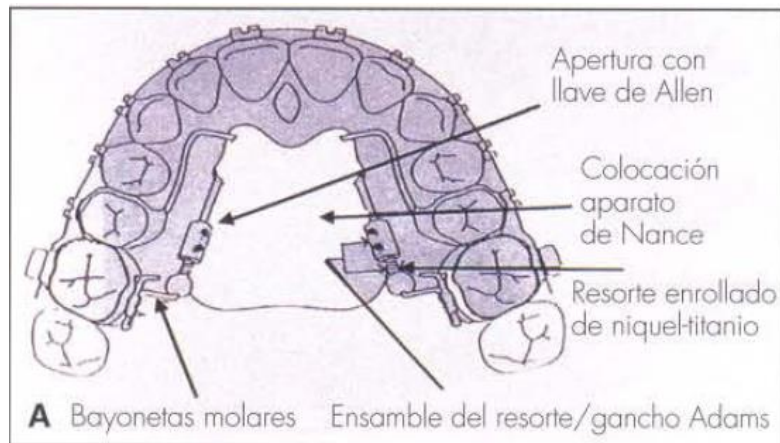 Apertura con
llave de Allen
Colocación
aparato
de Nance
Resorte enrollado
de niquel-titanio
A Bayonetas molares
Ensamble del resorte/gancho Adams